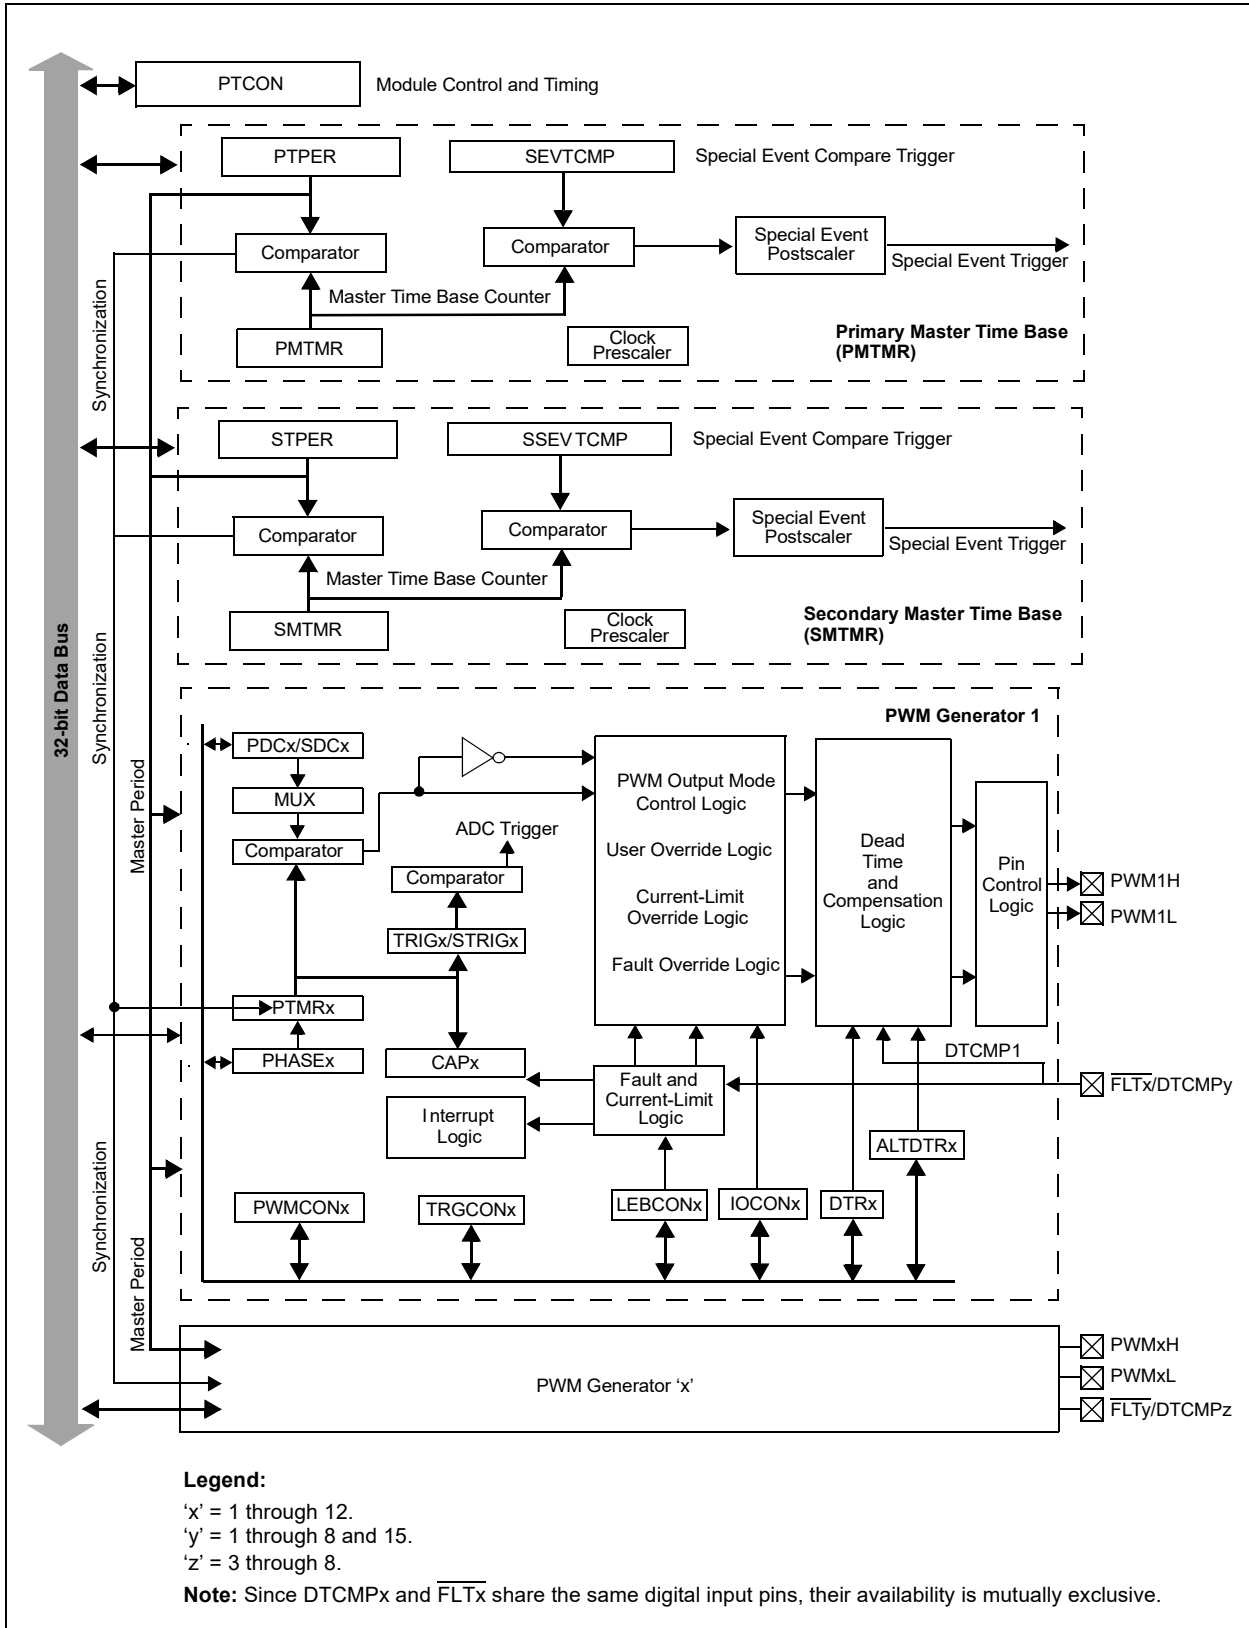 PTCON
Module Control and Timing
PTPER
SEVTCMP
Special Event Compare Trigger
Comparator
Comparator
Special Event
Postscaler
Special Event Trigger
Master Time Base Counter
PMTMR
Clock
Prescaler
Primary Master Time Base
(PMTMR)
Synchronization
STPER
SSEVTCMP
Special Event Compare Trigger
Comparator
Comparator
Special Event
Postscaler
Special Event Trigger
Master Time Base Counter
SMTMR
Clock
Prescaler
Secondary Master Time Base
(SMTMR)
32-bit Data Bus
Synchronization
Master Period
PWM Generator 1
PDCx/SDCx
MUX
Comparator
ADC Trigger
Comparator
TRIGx/STRIGx
PTMRx
PHASEx
CAPx
Interrupt
Logic
PWM Output Mode
Control Logic
User Override Logic
Current-Limit
Override Logic
Fault Override Logic
Dead
Time
and
Compensation
Logic
Pin
Control
Logic
PWM1H
PWM1L
DTCMP1
Fault and
Current-Limit
Logic
FLTx/DTCMPy
ALTDTRx
PWMCONx
TRGCONx
LEBCONx
IOCONx
DTRx
Synchronization
Master Period
PWM Generator ‘x’
PWMxH
PWMxL
FLTy/DTCMPz
Legend:
‘x’ = 1 through 12.
‘y’ = 1 through 8 and 15.
‘z’ = 3 through 8.
Note: Since DTCMPx and FLTx share the same digital input pins, their availability is mutually exclusive.